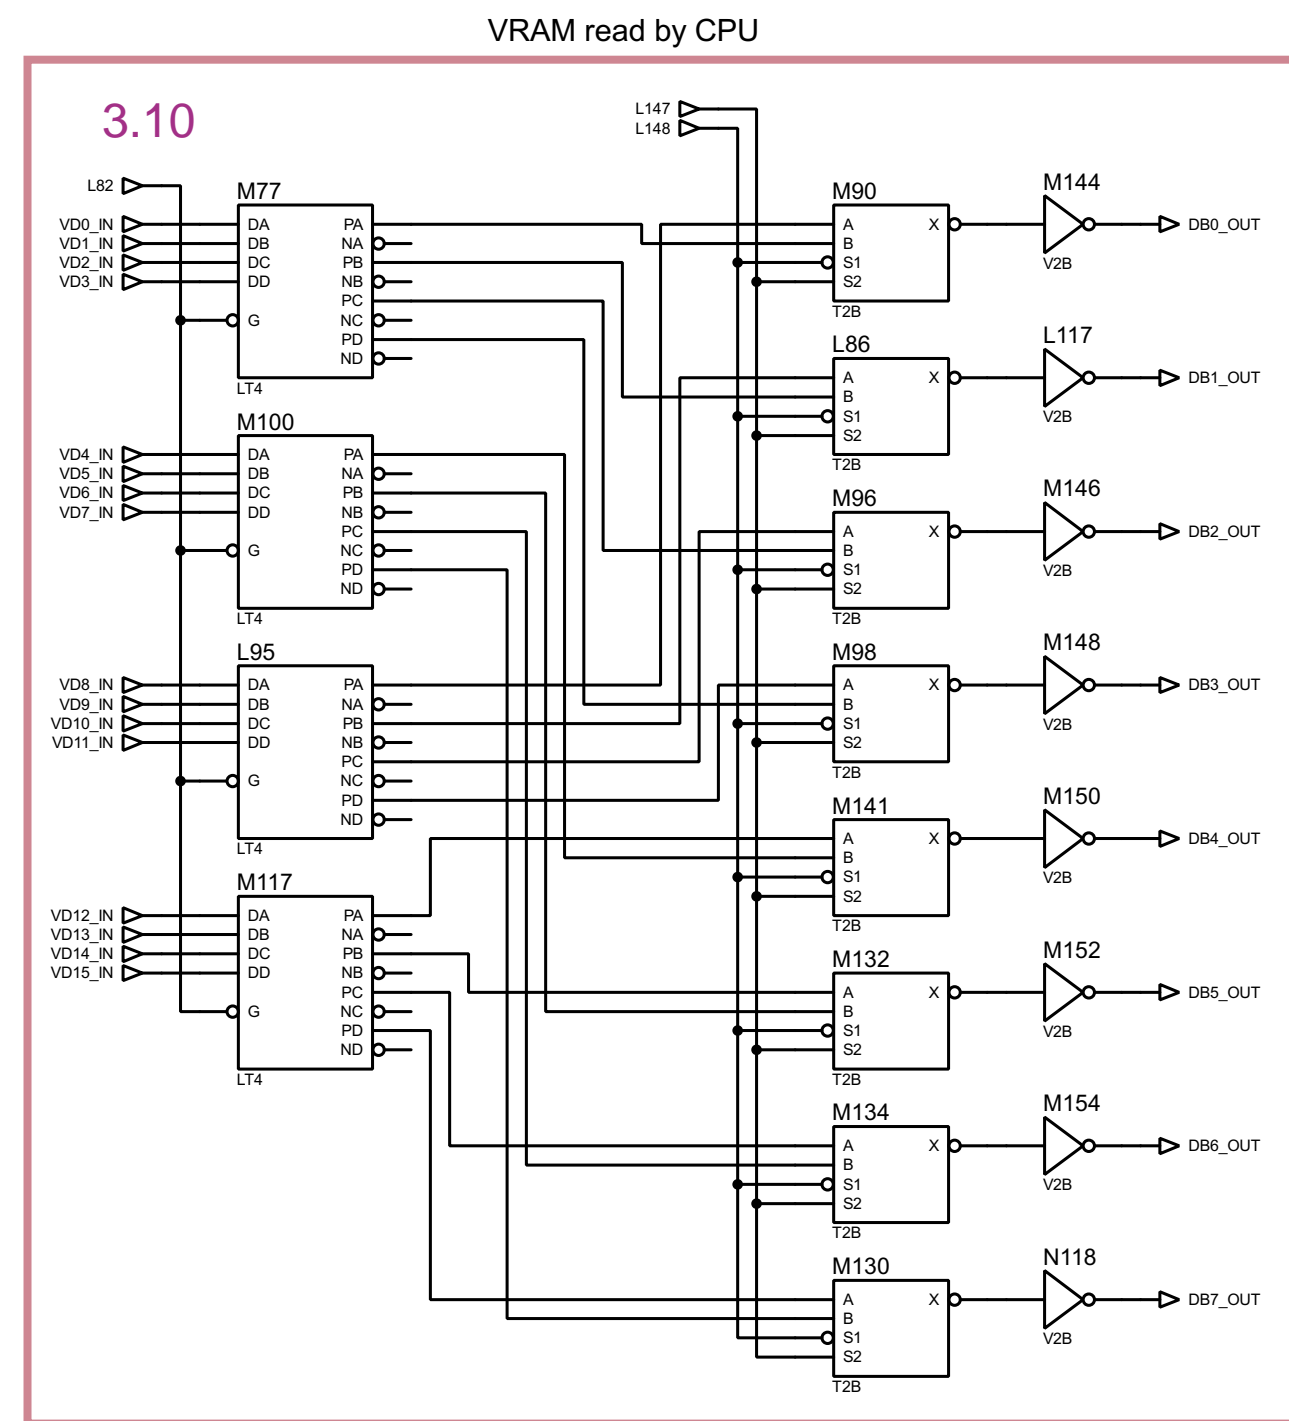 VRAM read by CPU
3.10
L147
L148
L82
M77
VD0_IN
VD1_IN
VD2_IN
VD3_IN
DA
DB
DC
DD
G
PA
NA
PB
NB
PC
NC
PD
ND
LT4
M100
VD4_IN
VD5_IN
VD6_IN
VD7_IN
DA
DB
DC
DD
G
PA
NA
PB
NB
PC
NC
PD
ND
LT4
L95
VD8_IN
VD9_IN
VD10_IN
VD11_IN
DA
DB
DC
DD
G
PA
NA
PB
NB
PC
NC
PD
ND
LT4
M117
VD12_IN
VD13_IN
VD14_IN
VD15_IN
DA
DB
DC
DD
G
PA
NA
PB
NB
PC
NC
PD
ND
LT4
M90
A X
B
S1
S2
T2B
M144
V2B
DB0_OUT
L86
A X
B
S1
S2
T2B
L117
V2B
DB1_OUT
M96
A X
B
S1
S2
T2B
M146
V2B
DB2_OUT
M98
A X
B
S1
S2
T2B
M148
V2B
DB3_OUT
M141
A X
B
S1
S2
T2B
M150
V2B
DB4_OUT
M132
A X
B
S1
S2
T2B
M152
V2B
DB5_OUT
M134
A X
B
S1
S2
T2B
M154
V2B
DB6_OUT
M130
A X
B
S1
S2
T2B
N118
V2B
DB7_OUT